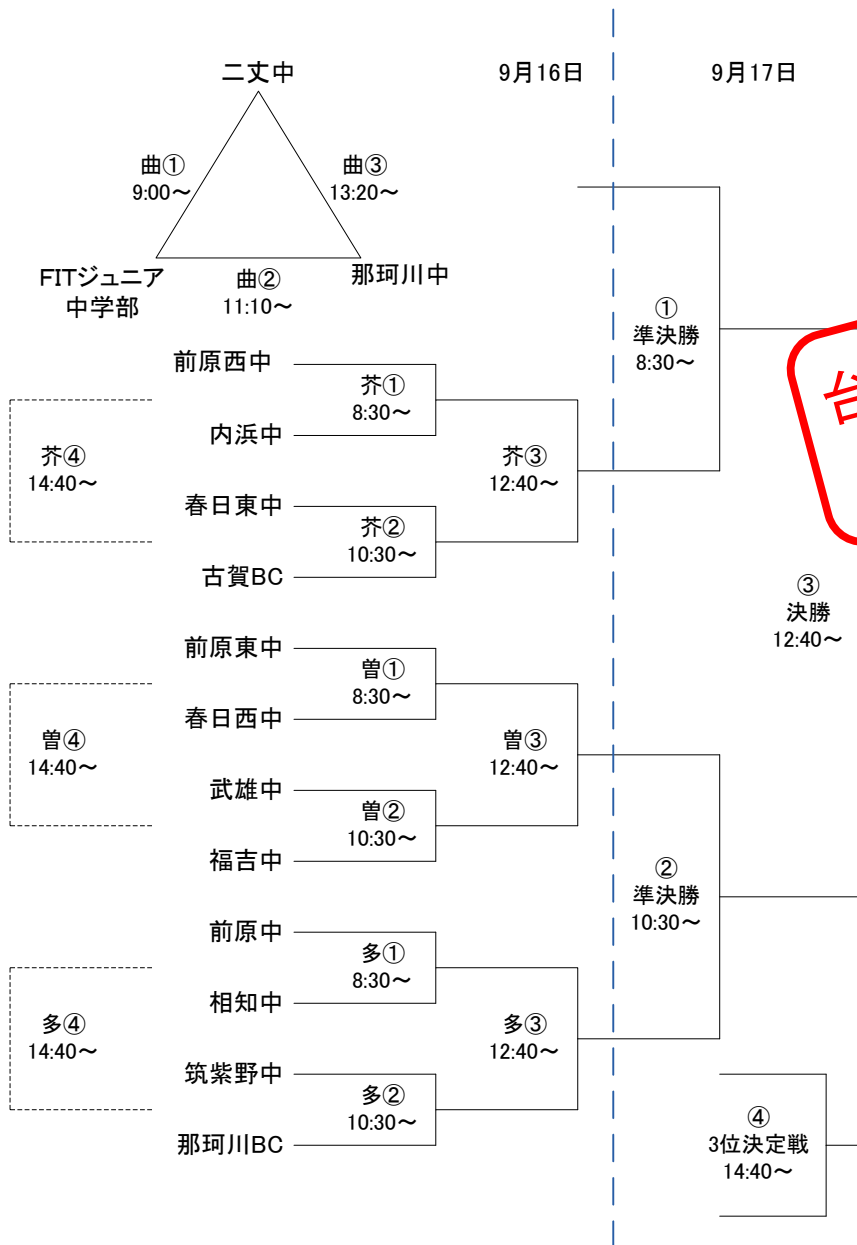 二丈中
9月16日
9月17日
曲①
9:00～
曲③
13:20～
FITジュニア
中学部
曲②
11:10～
那珂川中
①
準決勝
8:30～
前原西中
芥①
8:30～
内浜中
芥④
14:40～
芥③
12:40～
春日東中
芥②
10:30～
古賀BC
台
③
決勝
12:40～
前原東中
曽①
8:30～
春日西中
曽④
14:40～
曽③
12:40～
武雄中
曽②
10:30～
福吉中
②
準決勝
10:30～
前原中
多①
8:30～
相知中
多④
14:40～
多③
12:40～
筑紫野中
多②
10:30～
那珂川BC
④
3位決定戦
14:40～